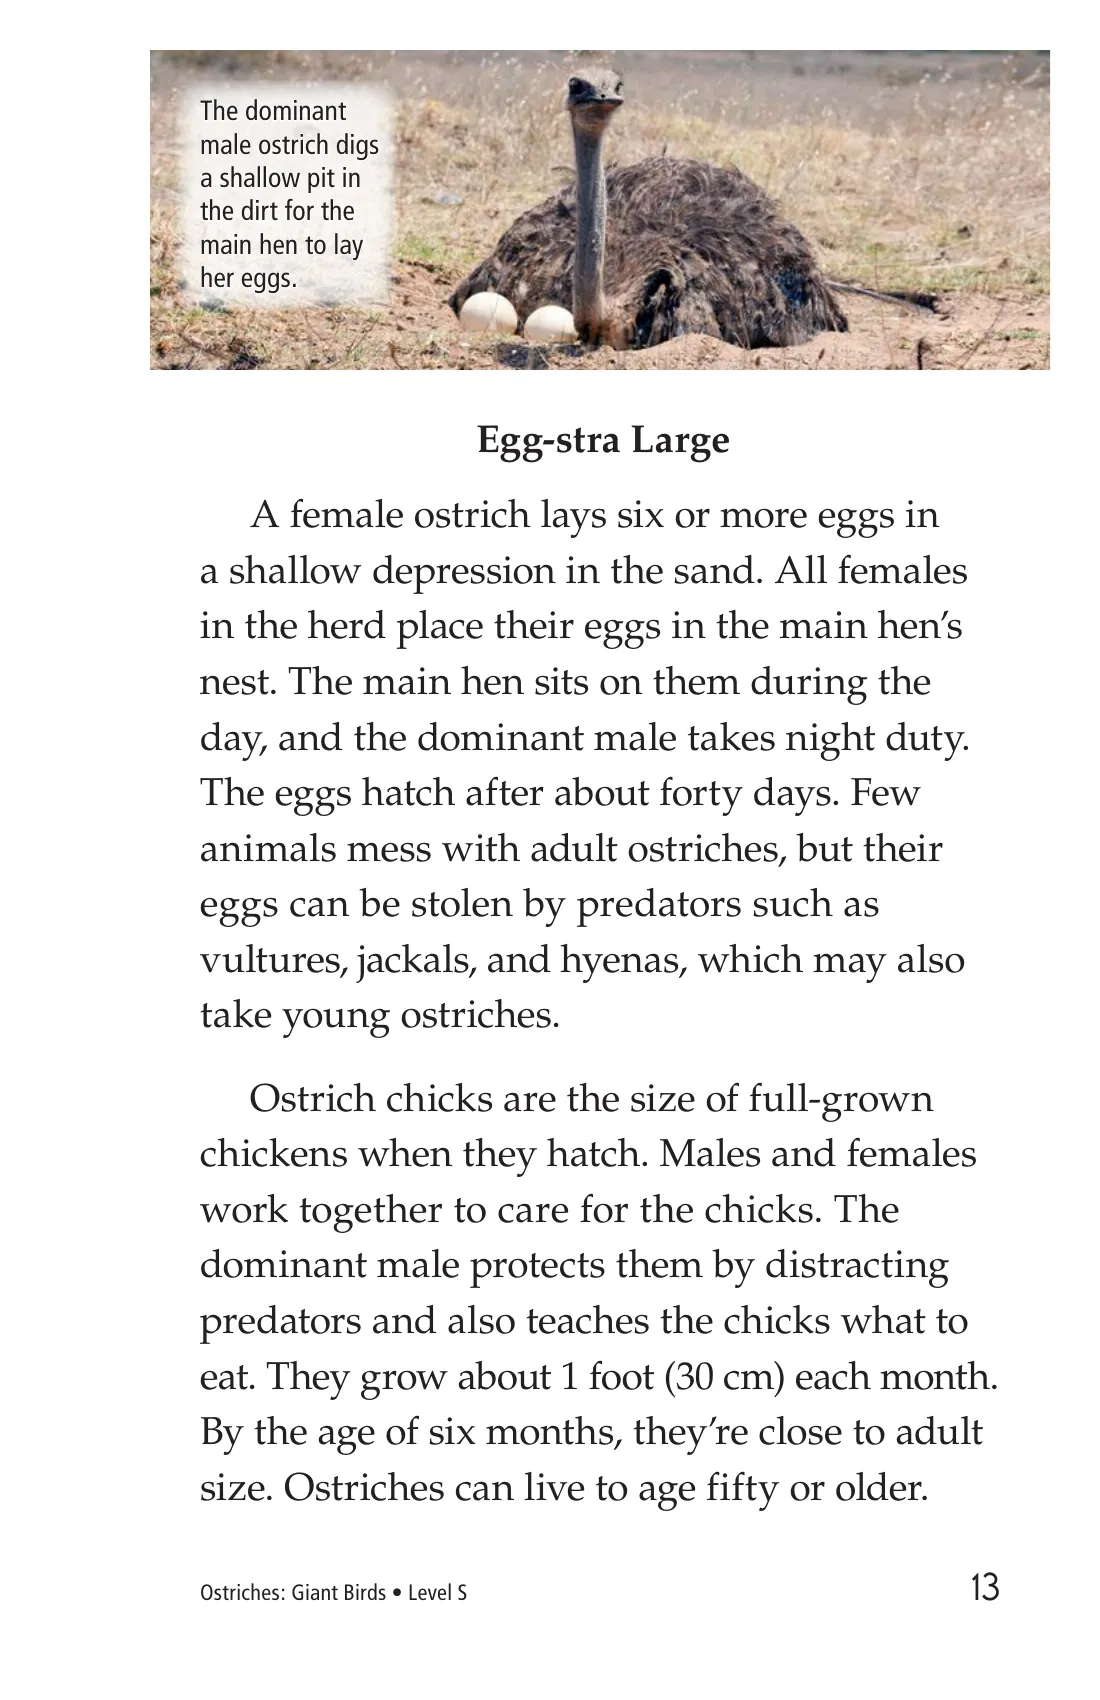 The dominant
male ostrich digs
a shallow pit in
the dirt for the
main hen to lay
her eggs.
Egg-stra Large
A female ostrich lays six or more eggs in
a shallow depression in the sand. All females
in the herd place their eggs in the main hen’s
nest. The main hen sits on them during the
day, and the dominant male takes night duty.
The eggs hatch after about forty days. Few
animals mess with adult ostriches, but their
eggs can be stolen by predators such as
vultures, jackals, and hyenas, which may also
take young ostriches.
Ostrich chicks are the size of full-grown
chickens when they hatch. Males and females
work together to care for the chicks. The
dominant male protects them by distracting
predators and also teaches the chicks what to
eat. They grow about 1 foot (30 cm) each month.
By the age of six months, they’re close to adult
size. Ostriches can live to age fifty or older.
Ostriches: Giant Birds • Level S
13